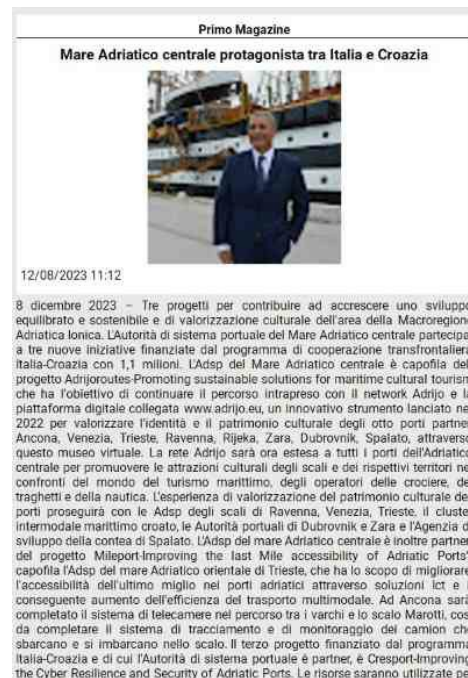 Primo Magazine
Mare Adriatico centrale protagonista tra Italia e Croazia
12/08/2023 11:12
8 dicembre 2023 – Tre progetti per contribuire ad accrescere uno sviluppo
equilibrato e sostenibile e di valorizzazione culturale dell'area della Macroregione
Adriatica Ionica. L'Autorità di sistema portuale del Mare Adriatico centrale partecipa
a tre nuove iniziative finanziate dal programma di cooperazione transfrontaliera
Italia-Croazia con 1,1 milioni. L'Adsp del Mare Adriatico centrale è capofila del
progetto Adrijoroutes-Promoting sustainable solutions for maritime cultural tourism
che ha l'obiettivo di continuare il percorso intrapreso con il network Adrijo e la
piattaforma digitale collegata www.adrijo.eu, un innovativo strumento lanciato nel
2022 per valorizzare l'identità e il patrimonio culturale degli otto porti partner
Ancona, Venezia, Trieste, Ravenna, Rijeka, Zara, Dubrovnik, Spalato, attraverso
questo museo virtuale. La rete Adrijo sarà ora estesa a tutti i porti dell'Adriatico
centrale per promuovere le attrazioni culturali degli scali e dei rispettivi territori nei
confronti del mondo del turismo marittimo, degli operatori delle crociere, dei
traghetti e della nautica. L'esperienza di valorizzazione del patrimonio culturale dei
porti proseguirà con le Adsp degli scali di Ravenna, Venezia, Trieste, il cluster
intermodale marittimo croato, le Autorità portuali di Dubrovnik e Zara e l'Agenzia di
sviluppo della contea di Spalato. L'Adsp del mare Adriatico centrale è inoltre partner
del progetto Mileport-Improving the last Mile accessibility of Adriatic Ports"
capofila l'Adsp del mare Adriatico orientale di Trieste, che ha lo scopo di migliorare
l'accessibilità dell'ultimo miglio nei porti adriatici attraverso soluzioni Ict e il
conseguente aumento dell'efficienza del trasporto multimodale. Ad Ancona sarà
completato il sistema di telecamere nel percorso tra i varchi e lo scalo Marotti, così
da completare il sistema di tracciamento e di monitoraggio dei camion che
sbarcano e si imbarcano nello scalo. Il terzo progetto finanziato dal programma
Italia-Croazia e di cui l'Autorità di sistema portuale è partner, è Cresport-Improving
the Cyber Resilience and Security of Adriatic Ports. Le risorse saranno utilizzate per